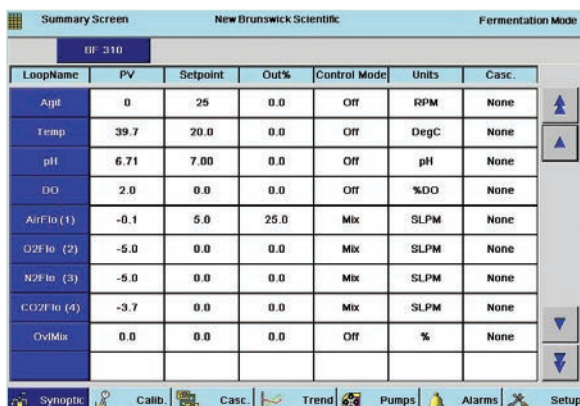 Summary Screen New Brunswick Scientific Fermentation Mode
BF 310
LoopName PV Setpoint Out% Control Mode Units Casc.
Agit 0 25 0.0 Off RPM None
Temp 39.7 20.0 0.0 Off DegC None
pH 6.71 7.00 0.0 Off pH None
DO 2.0 0.0 0.0 Off %DO None
AirFlo (1) -0.1 5.0 25.0 Mix SLPM None
O2Flo (2) -5.0 0.0 0.0 Mix SLPM None
N2Flo (3) -5.0 0.0 0.0 Mix SLPM None
CO2Flo (4) -3.7 0.0 0.0 Mix SLPM None
OvlMix 0.0 0.0 0.0 Off % None
Synoptic Calib. Casc. Trend Pumps Alarms Setup